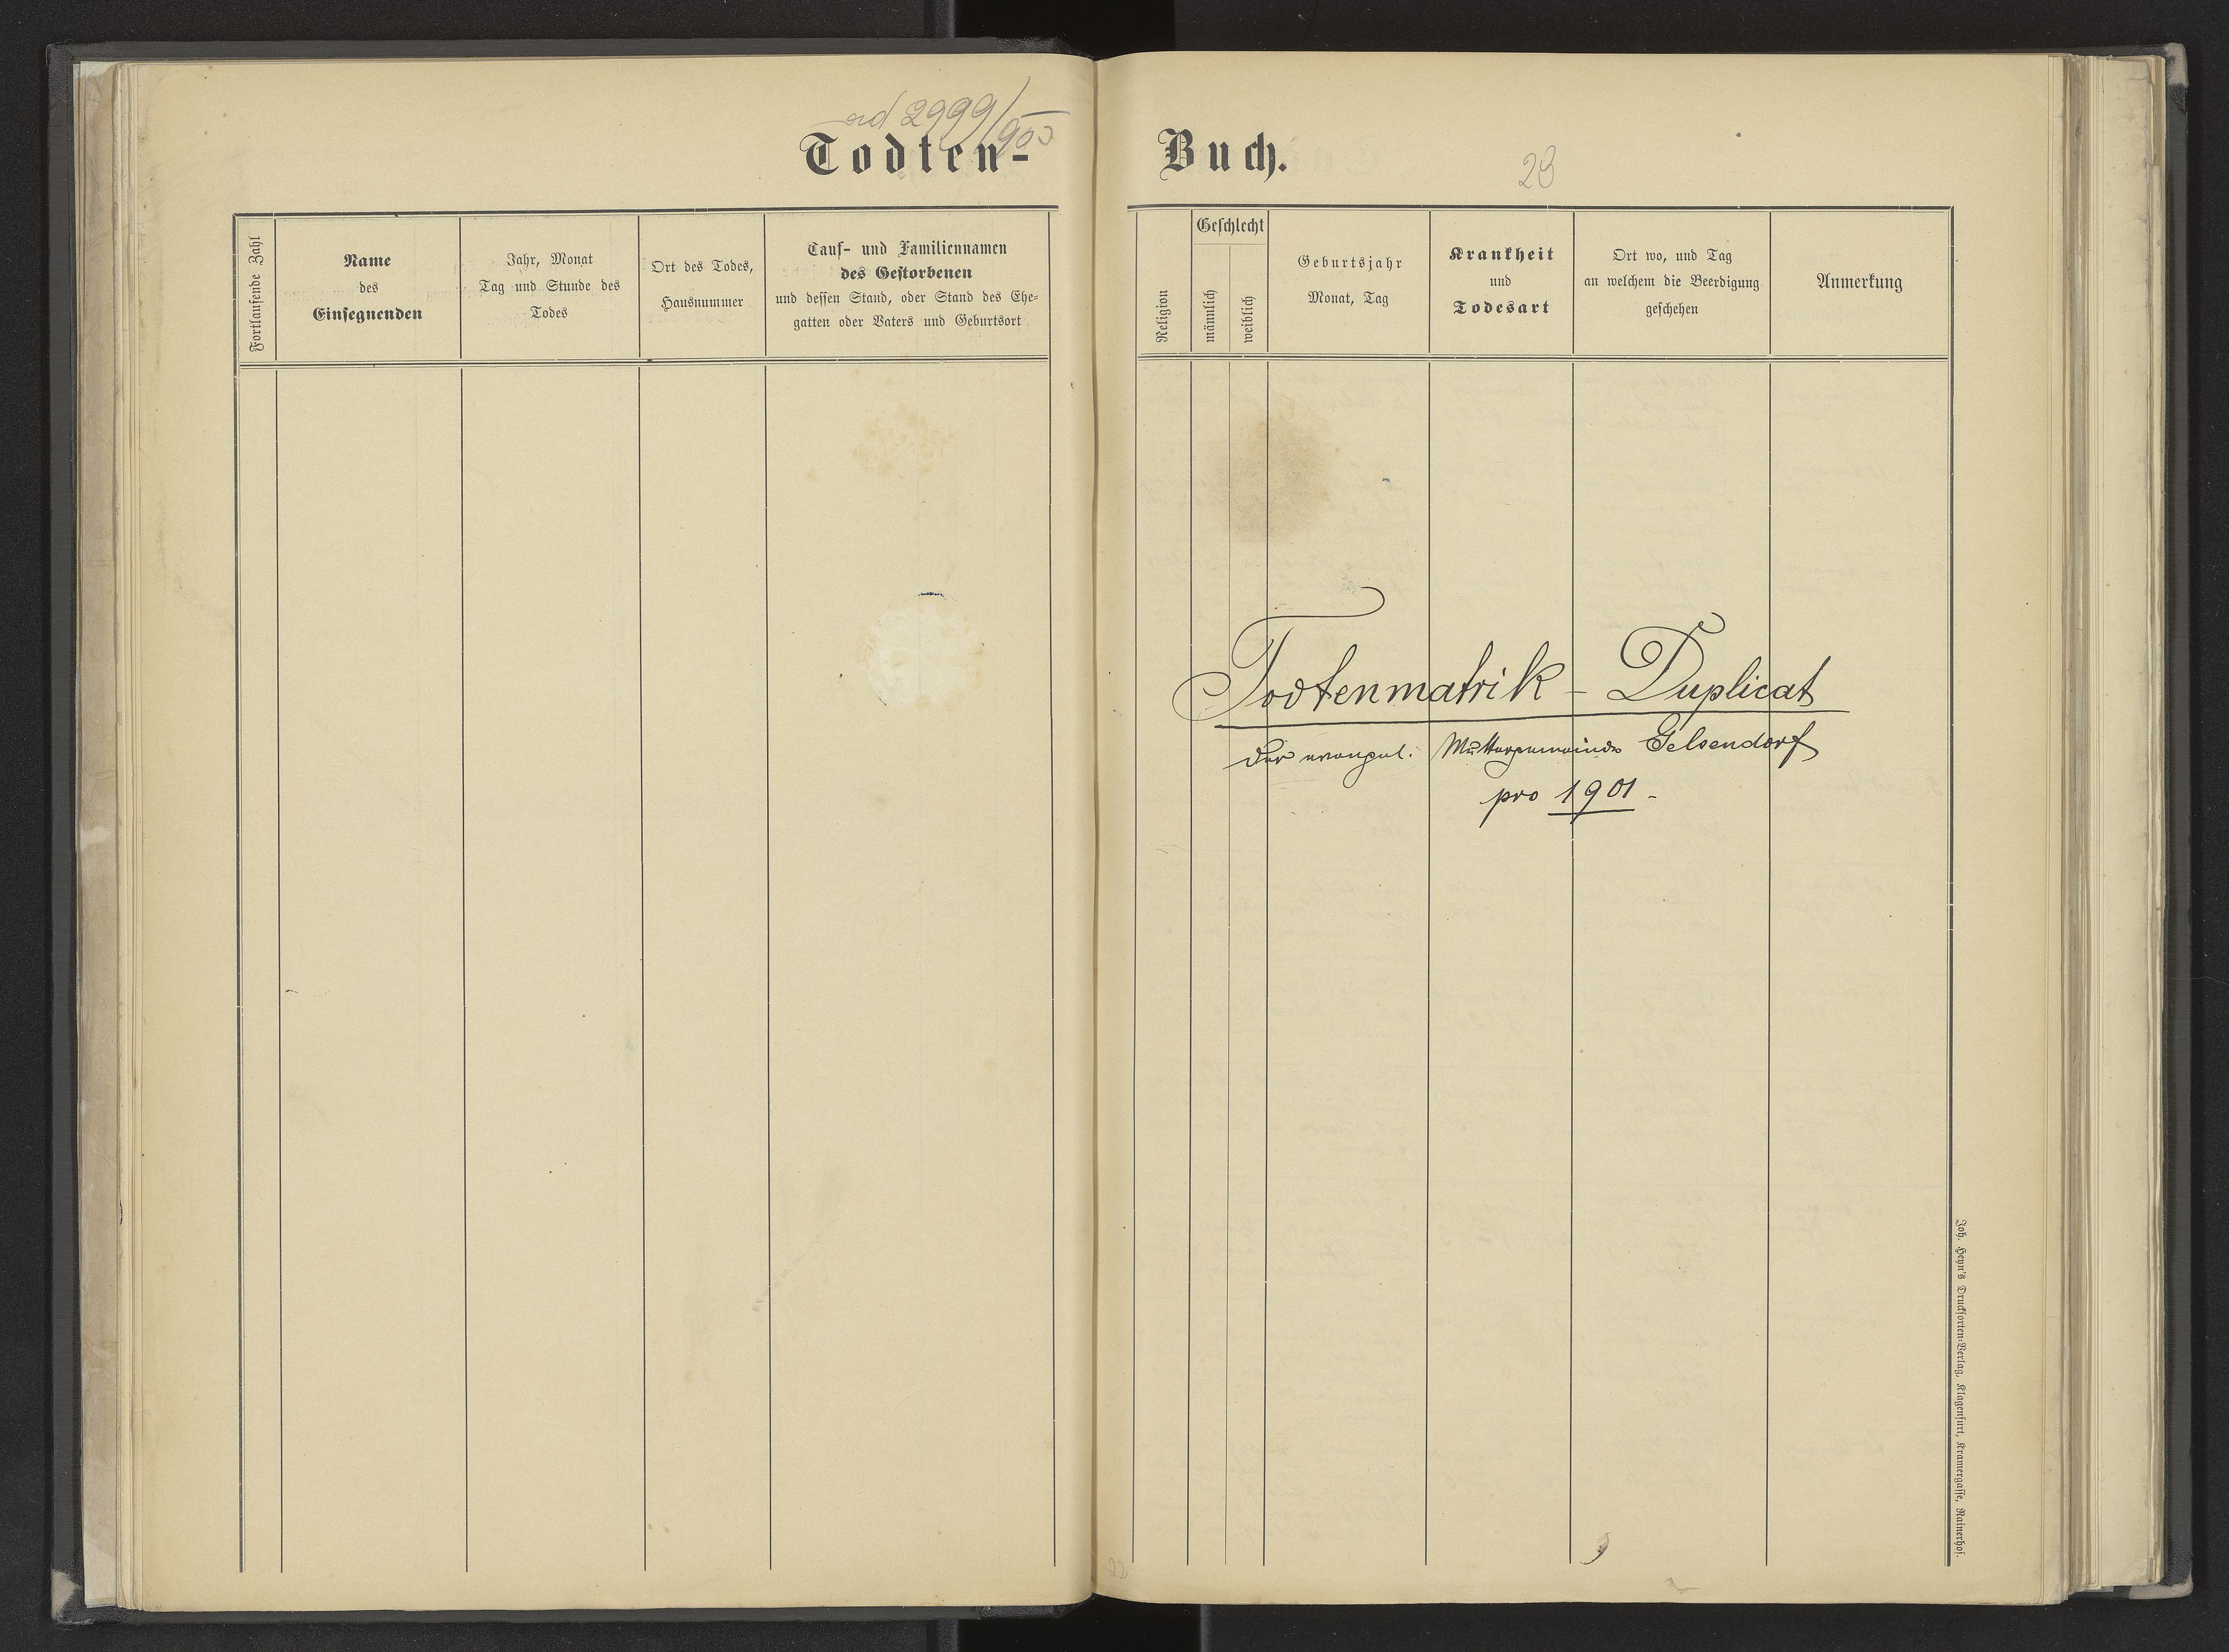 ad 2999/900
Todten-
Fortlaufende Zahl
Name
des
Einsegnenden
Jahr, Monat
Tag und Stunde des
Todes
Ort des Todes,
Hausnummer
Tauf- und Familiennamen
des Gestorbenen
und dessen Stand, oder Stand des Ehe-
gatten oder Vaters und Geburtsort
Buch.
23
Religion
Geschlecht
männlich
weiblich
Geburtsjahr
Monat, Tag
Krankheit
und
Todesart
Ort wo, und Tag
an welchem die Beerdigung
geschehen
Anmerkung
Todtenmatrik - Duplicat
der evangel. Muttergemeinde Gelsendorf
pro 1901 -
Joh. Heyn's Drucksorten-Verlag, Klagenfurt, Kramergasse, Rainerhof.
22